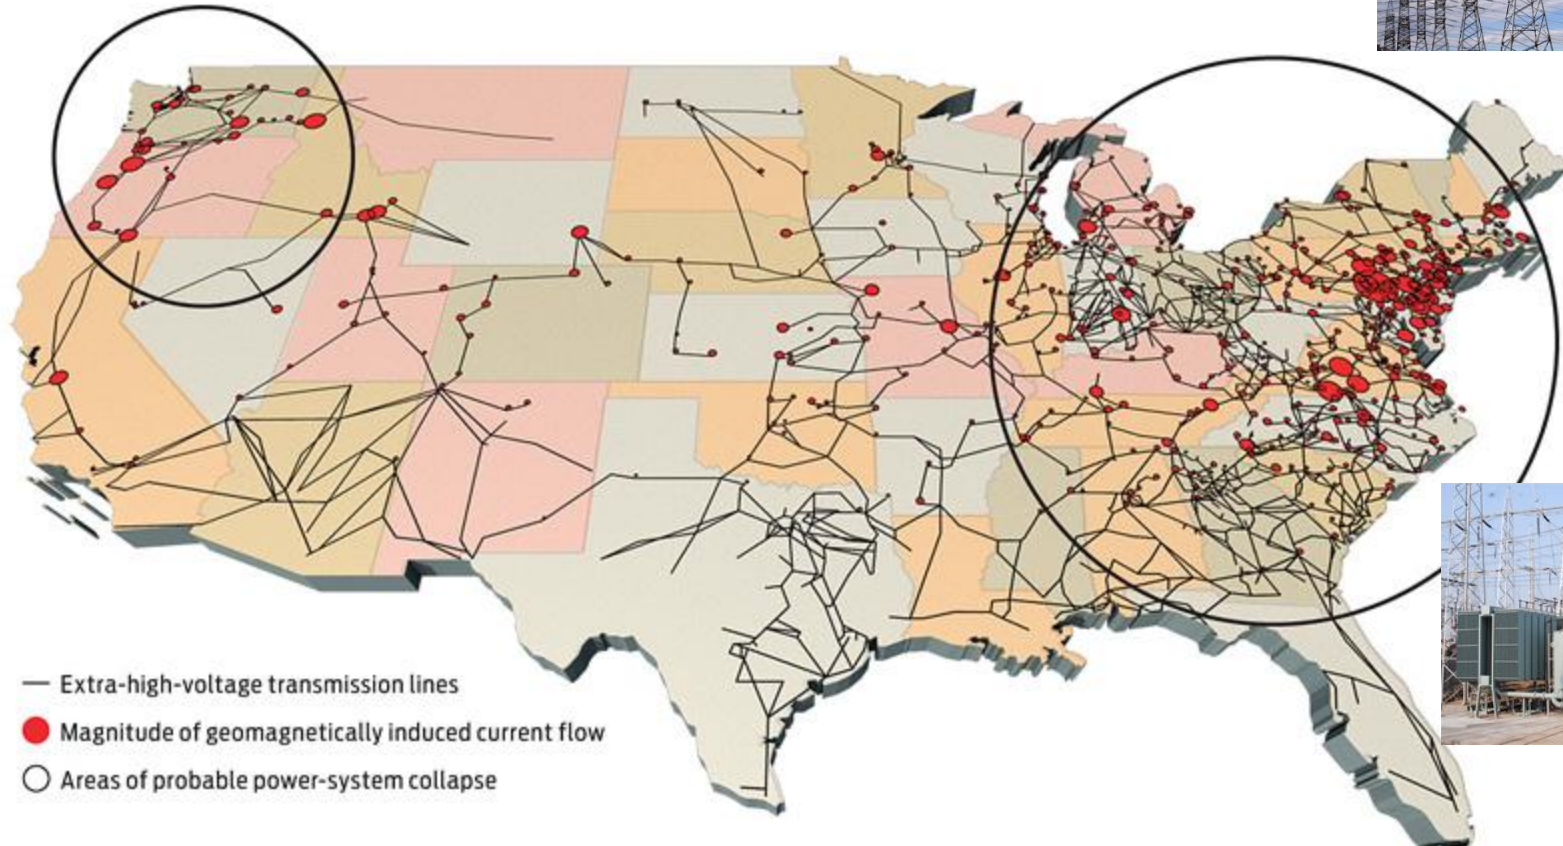 Extra-high-voltage transmission lines
Magnitude of geomagnetically induced current flow
Areas of probable power-system collapse